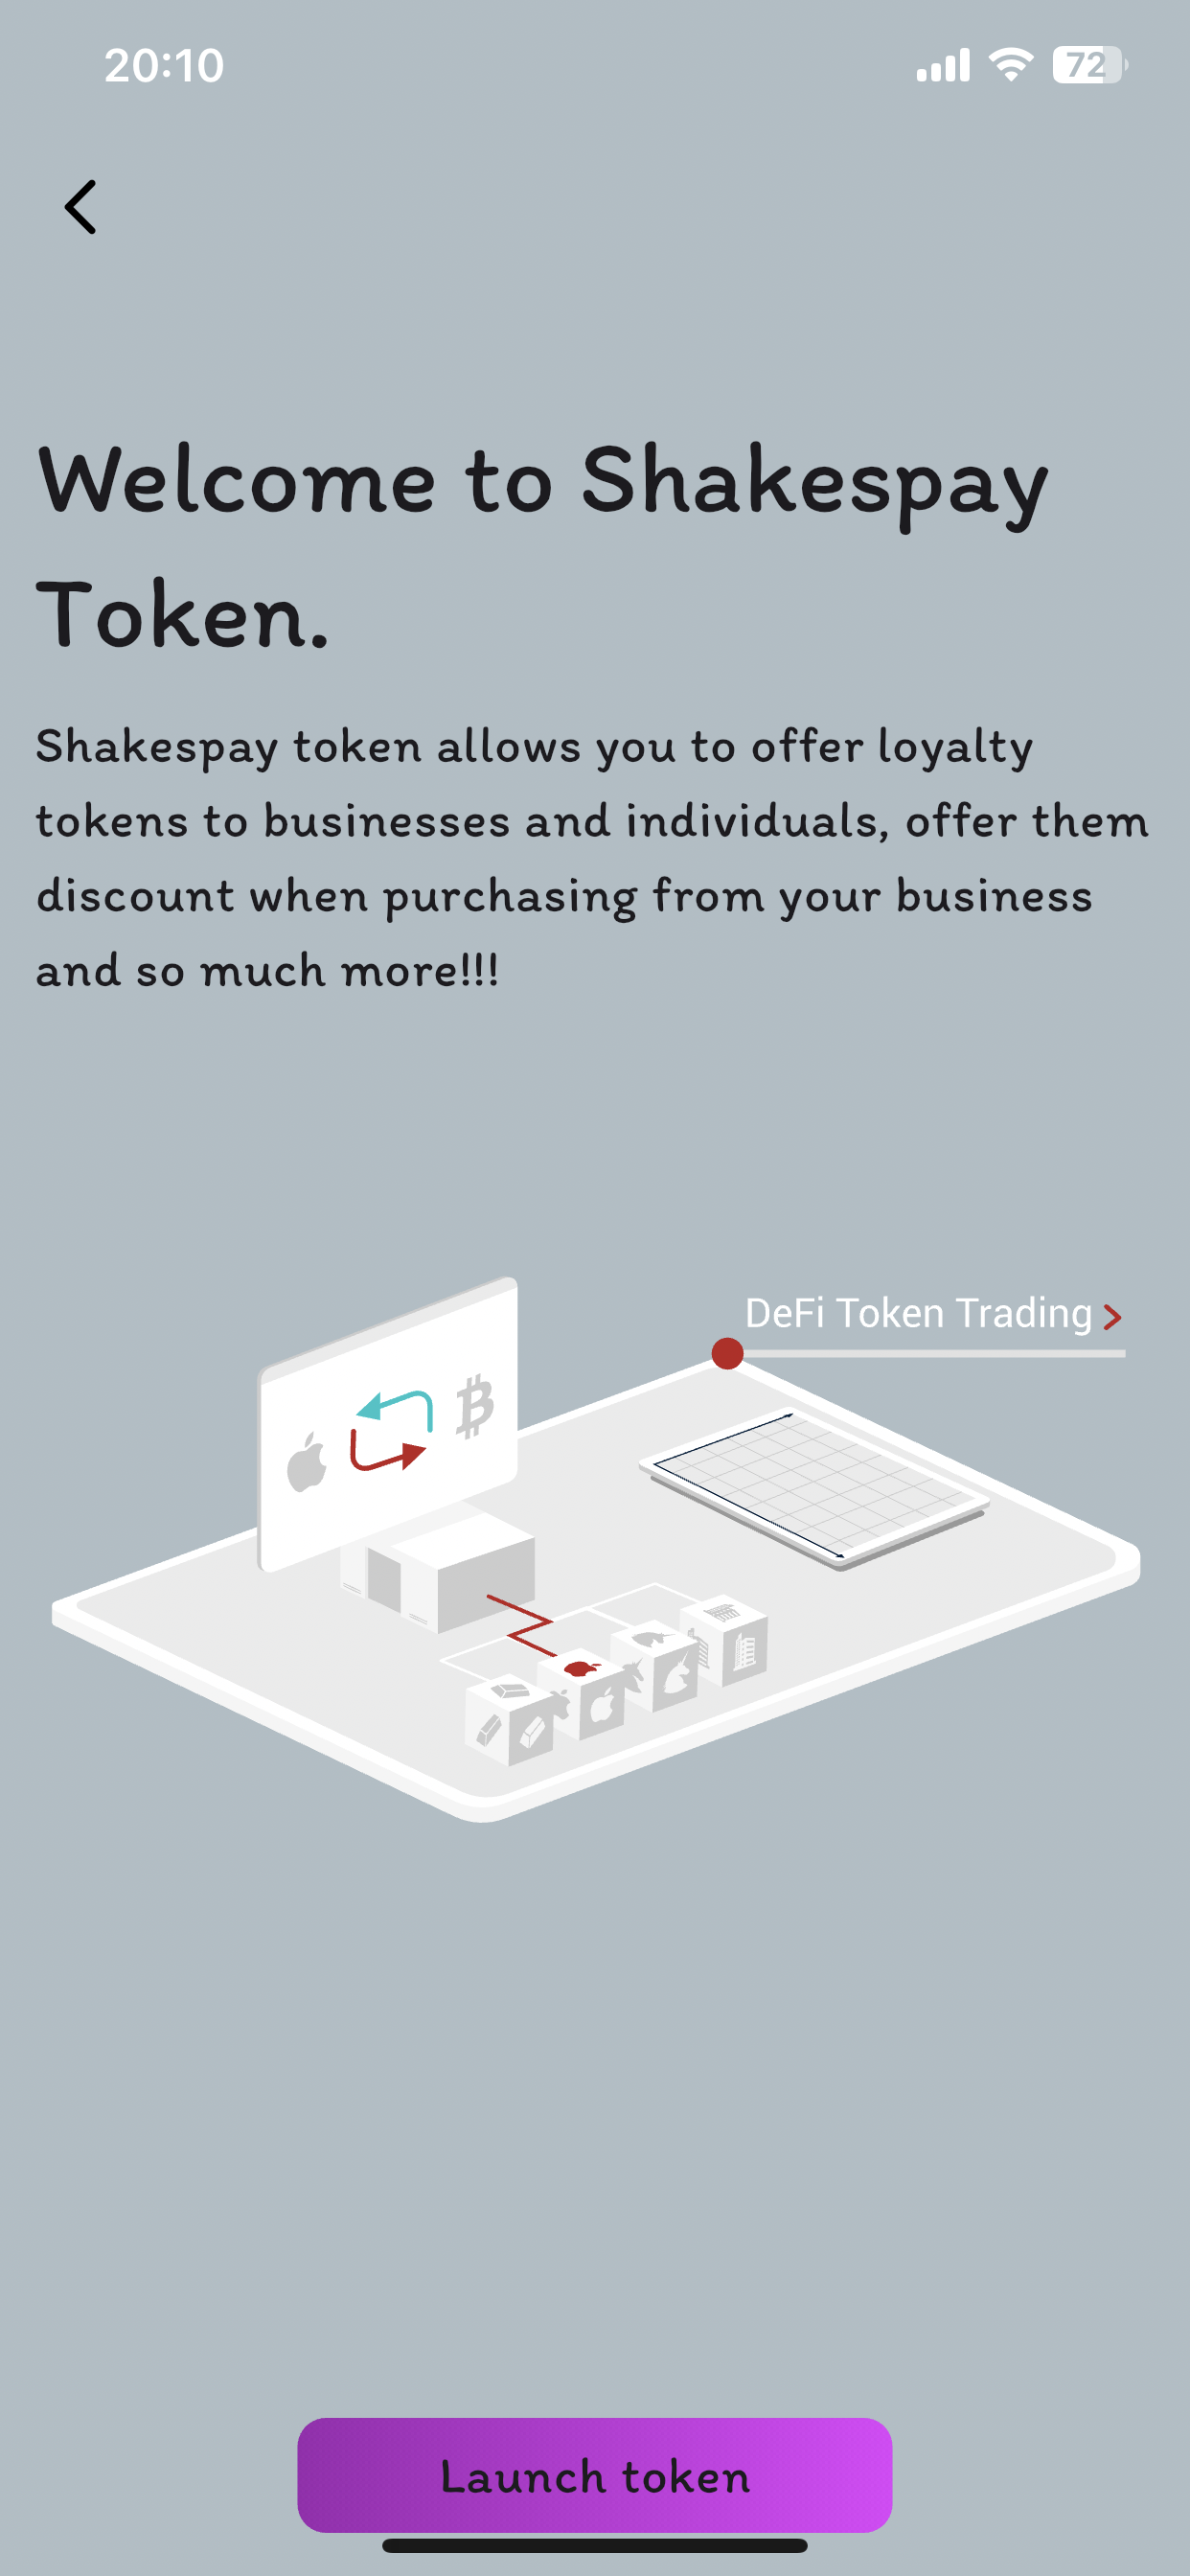 20:10
72
Welcome to Shakespay
Token.
Shakespay token allows you to offer loyalty
tokens to businesses and individuals, offer them
discount when purchasing from your business
and so much more!!!
DeFi Token Trading
Launch token